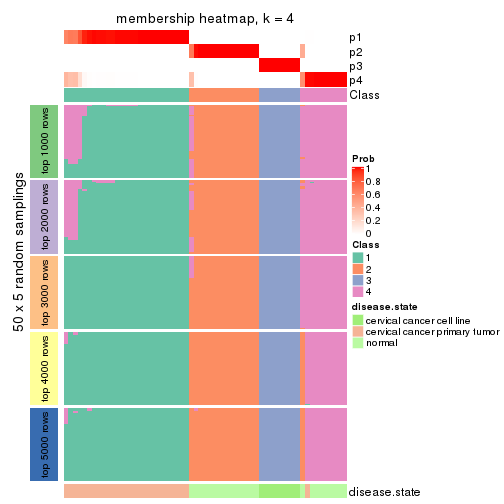 membership heatmap, k = 4
p1
p2
p3
p4
Class
50 x 5 random samplings
top 1000 rows
top 2000 rows
top 3000 rows
top 4000 rows
top 5000 rows
Prob
1
0.8
0.6
0.4
0.2
0
Class
1
2
3
4
disease.state
cervical cancer cell line
cervical cancer primary tumor
normal
disease.state